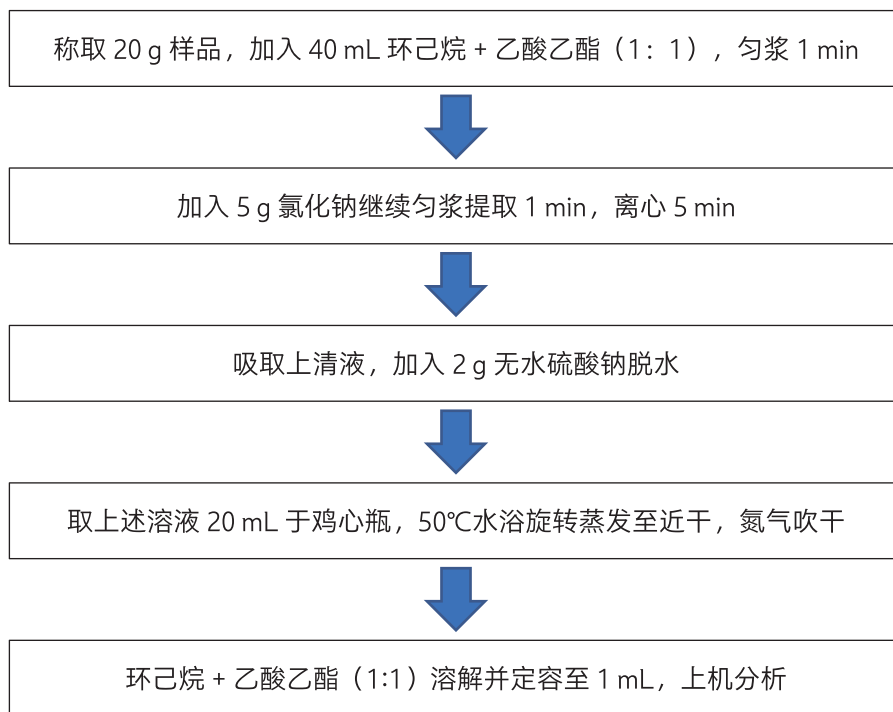 称取 20 g 样品，加入 40 mL 环己烷 + 乙酸乙酯（1：1），匀浆 1 min
加入 5 g 氯化钠继续匀浆提取 1 min，离心 5 min
吸取上清液，加入 2 g 无水硫酸钠脱水
取上述溶液 20 mL 于鸡心瓶，50℃水浴旋转蒸发至近干，氮气吹干
环己烷 + 乙酸乙酯（1:1）溶解并定容至 1 mL，上机分析